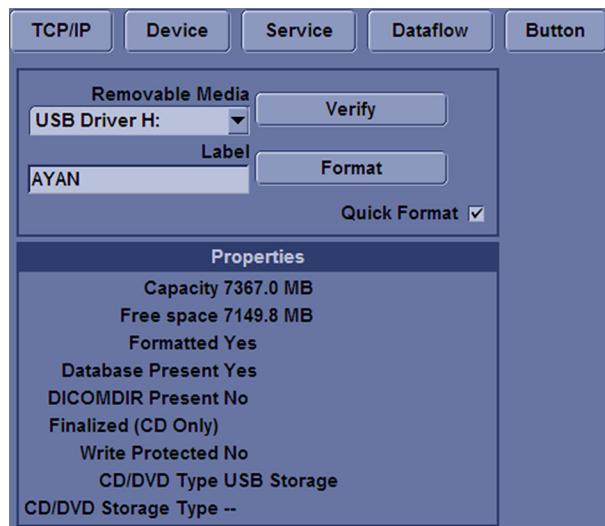 TCP/IP Device Service Dataflow Button
Removable Media
USB Driver H: Verify
Label
AYAN Format
Quick Format
Properties
Capacity 7367.0 MB
Free space 7149.8 MB
Formatted Yes
Database Present Yes
DICOMDIR Present No
Finalized (CD Only)
Write Protected No
CD/DVD Type USB Storage
CD/DVD Storage Type --